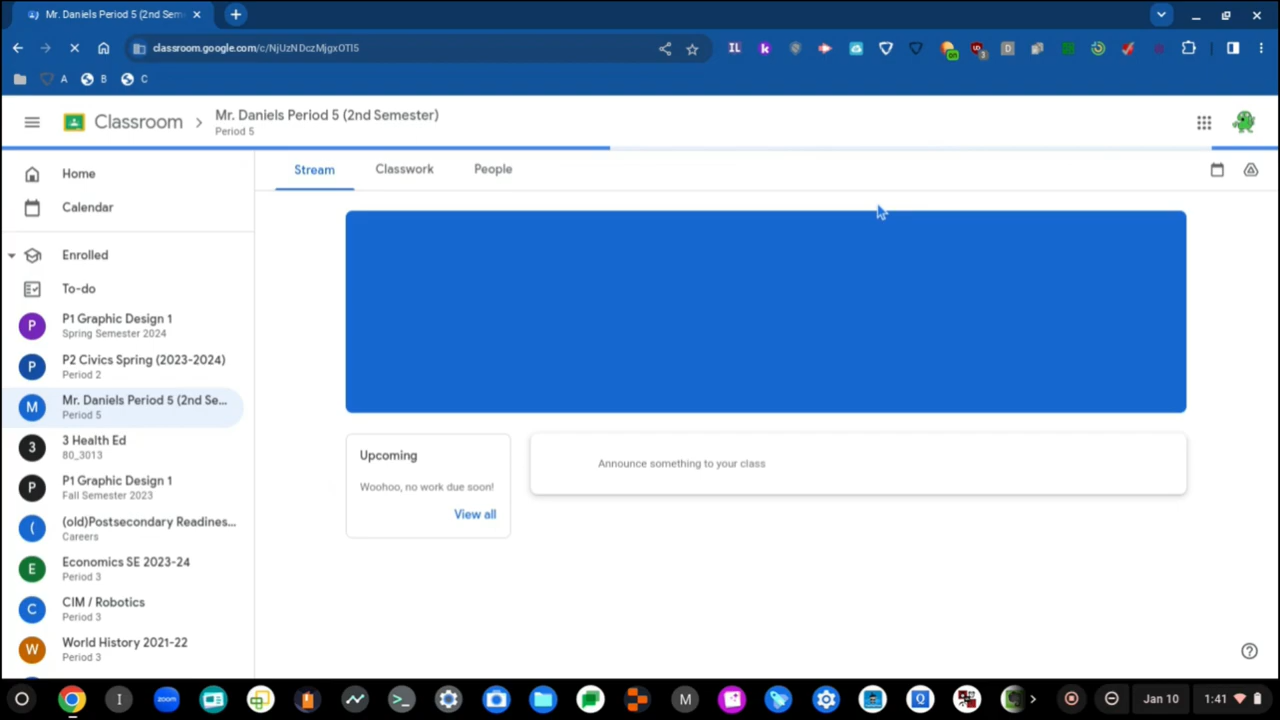 Mr. Daniels Period 5 (2nd Sem
classroom.google.com/c/NjUzNDczMjgxOTI5
IL
k
on
3
D
A
B
C
Classroom
Mr. Daniels Period 5 (2nd Semester)
Period 5
Home
Calendar
Enrolled
To-do
P
P1 Graphic Design 1
Spring Semester 2024
P
P2 Civics Spring (2023-2024)
Period 2
M
Mr. Daniels Period 5 (2nd Se...
Period 5
3
3 Health Ed
80_3013
P
P1 Graphic Design 1
Fall Semester 2023
(
(old)Postsecondary Readines...
Careers
E
Economics SE 2023-24
Period 3
C
CIM / Robotics
Period 3
W
World History 2021-22
Period 3
Stream
Classwork
People
Upcoming
Woohoo, no work due soon!
View all
Announce something to your class
I
zoom
M
Q
Jan 10
1:41